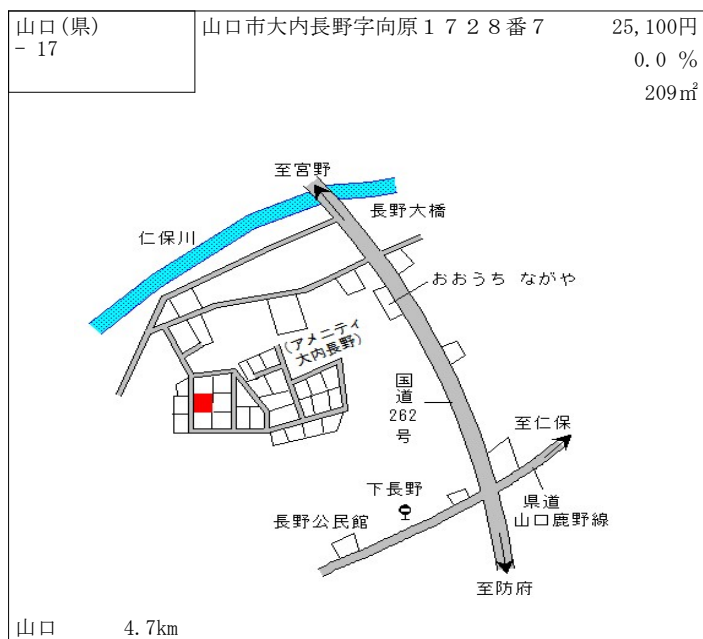 山口(県)
- 17
山口市大内長野字向原１７２８番７
25,100円
0.0 %
209㎡
至宮野
長野大橋
仁保川
おおうち ながや
(アメニティ
大内長野)
国道
262
号
至仁保
下長野
県道
山口鹿野線
長野公民館
至防府
山口 4.7km